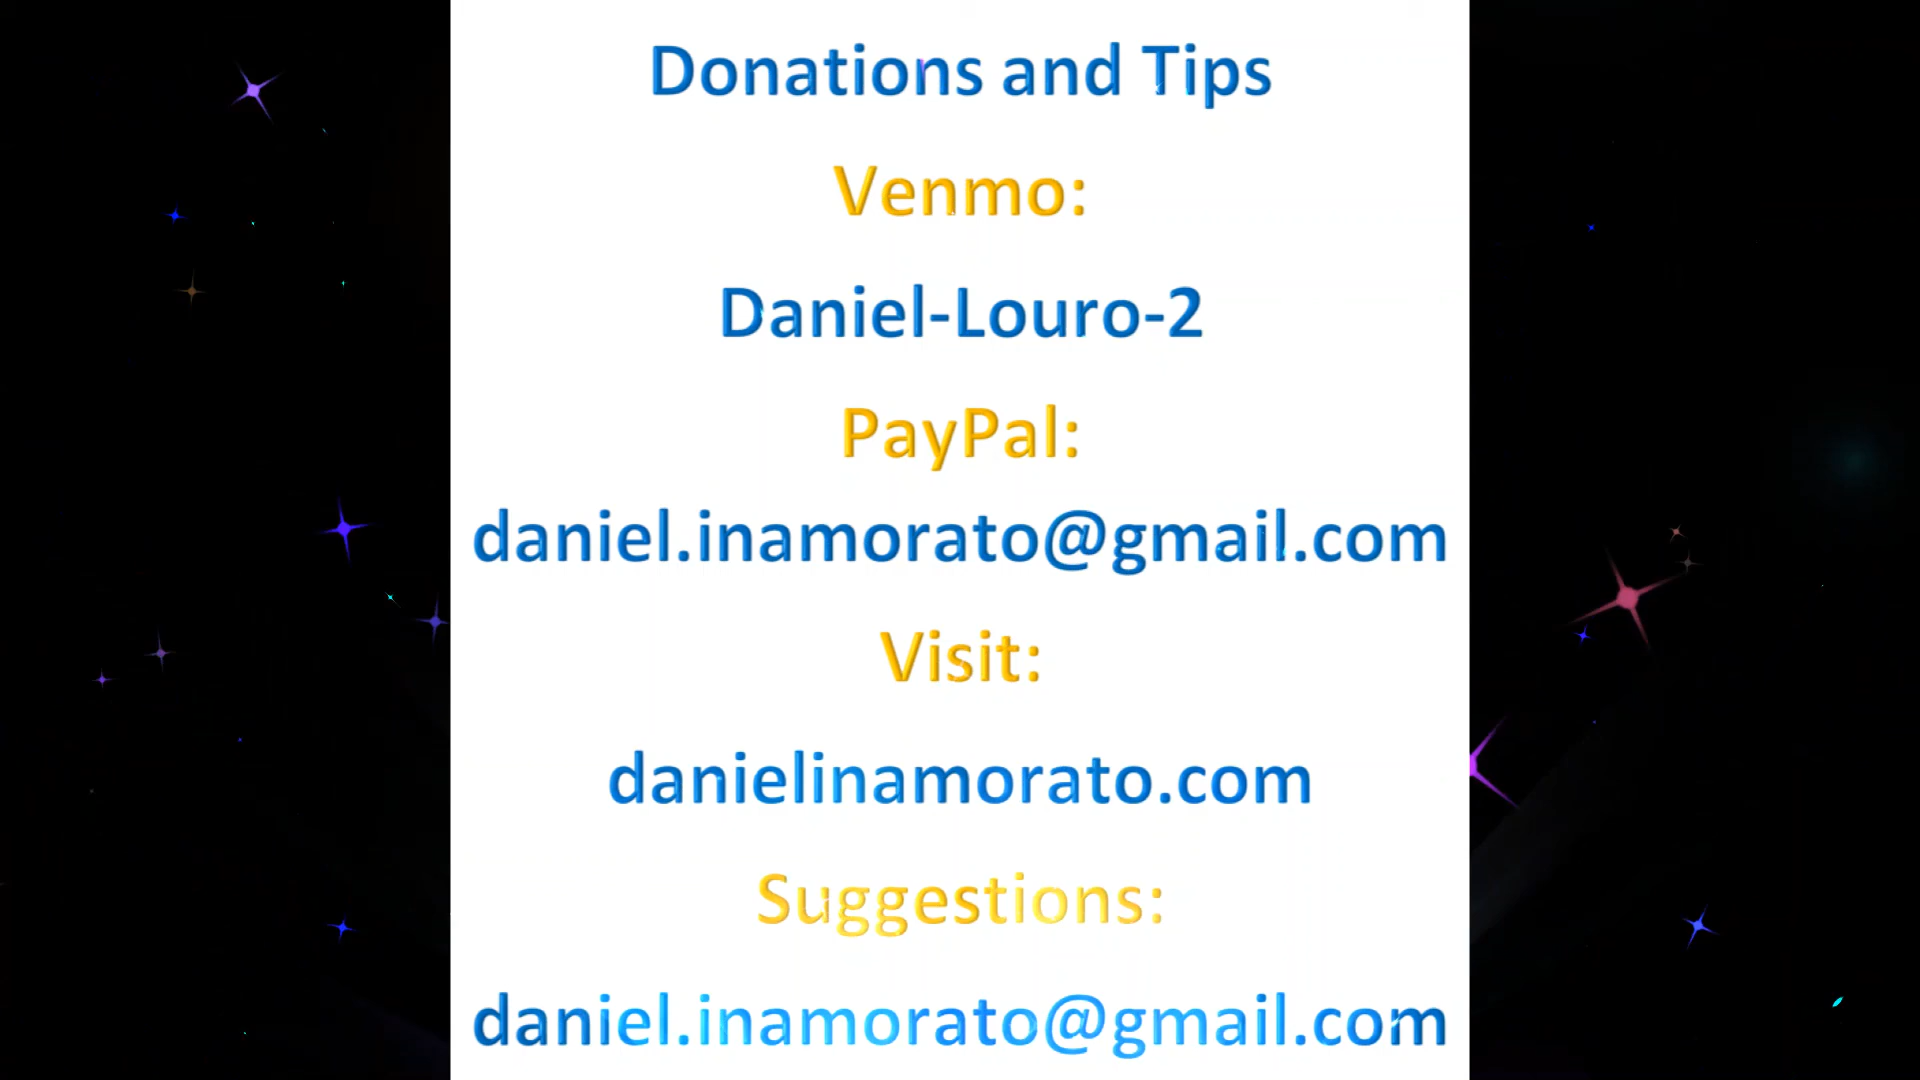 Donations and Tips
Venmo:
Daniel-Louro-2
PayPal:
daniel.inamorato@gmail.com
Visit:
danielinamorato.com
Suggestions:
daniel.inamorato@gmail.com